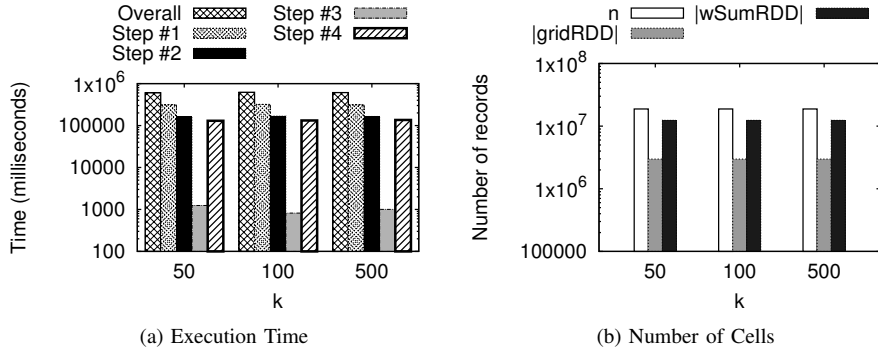 Overall
Step #1
Step #2
Step #3
Step #4
1x10^6
100000
10000
1000
100
Time (milliseconds)
50 100 500
k
(a) Execution Time
n
|gridRDD|
|wSumRDD|
1x10^8
1x10^7
1x10^6
100000
Number of records
50 100 500
k
(b) Number of Cells